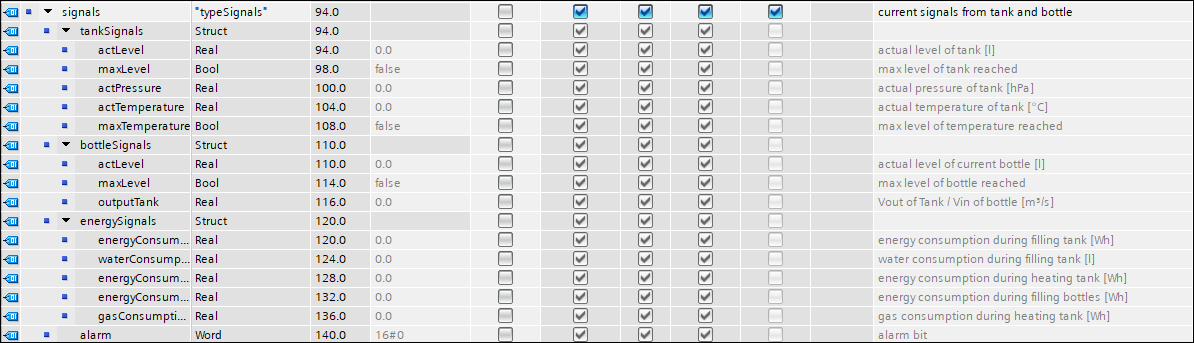 signals "typeSignals" 94.0 current signals from tank and bottle
tankSignals Struct 94.0
actLevel Real 94.0 0.0 actual level of tank [l]
maxLevel Bool 98.0 false max level of tank reached
actPressure Real 100.0 0.0 actual pressure of tank [hPa]
actTemperature Real 104.0 0.0 actual temperature of tank [°C]
maxTemperature Bool 108.0 false max level of temperature reached
bottleSignals Struct 110.0
actLevel Real 110.0 0.0 actual level of current bottle [l]
maxLevel Bool 114.0 false max level of bottle reached
outputTank Real 116.0 0.0 Vout of Tank / Vin of bottle [m³/s]
energySignals Struct 120.0
energyConsum... Real 120.0 0.0 energy consumption during filling tank [Wh]
waterConsump... Real 124.0 0.0 water consumption during filling tank [l]
energyConsum... Real 128.0 0.0 energy consumption during heating tank [Wh]
energyConsum... Real 132.0 0.0 energy consumption during filling bottles [Wh]
gasConsumpti... Real 136.0 0.0 gas consumption during heating tank [Wh]
alarm Word 140.0 16#0 alarm bit